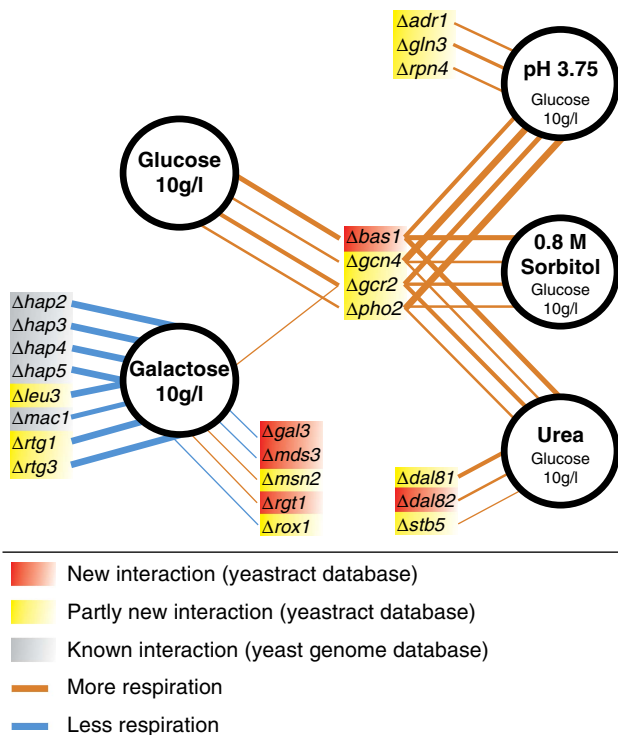 Δadr1
Δgln3
Δrpn4
pH 3.75
Glucose
10g/l
Glucose
10g/l
Δbas1
Δgcn4
Δgcr2
Δpho2
0.8 M
Sorbitol
Glucose
10g/l
Δhap2
Δhap3
Δhap4
Δhap5
Δleu3
Δmac1
Δrtg1
Δrtg3
Galactose
10g/l
Δgal3
Δmds3
Δmsn2
Δrgt1
Δrox1
Urea
Glucose
10g/l
Δdal81
Δdal82
Δstb5
New interaction (yeastract database)
Partly new interaction (yeastract database)
Known interaction (yeast genome database)
More respiration
Less respiration